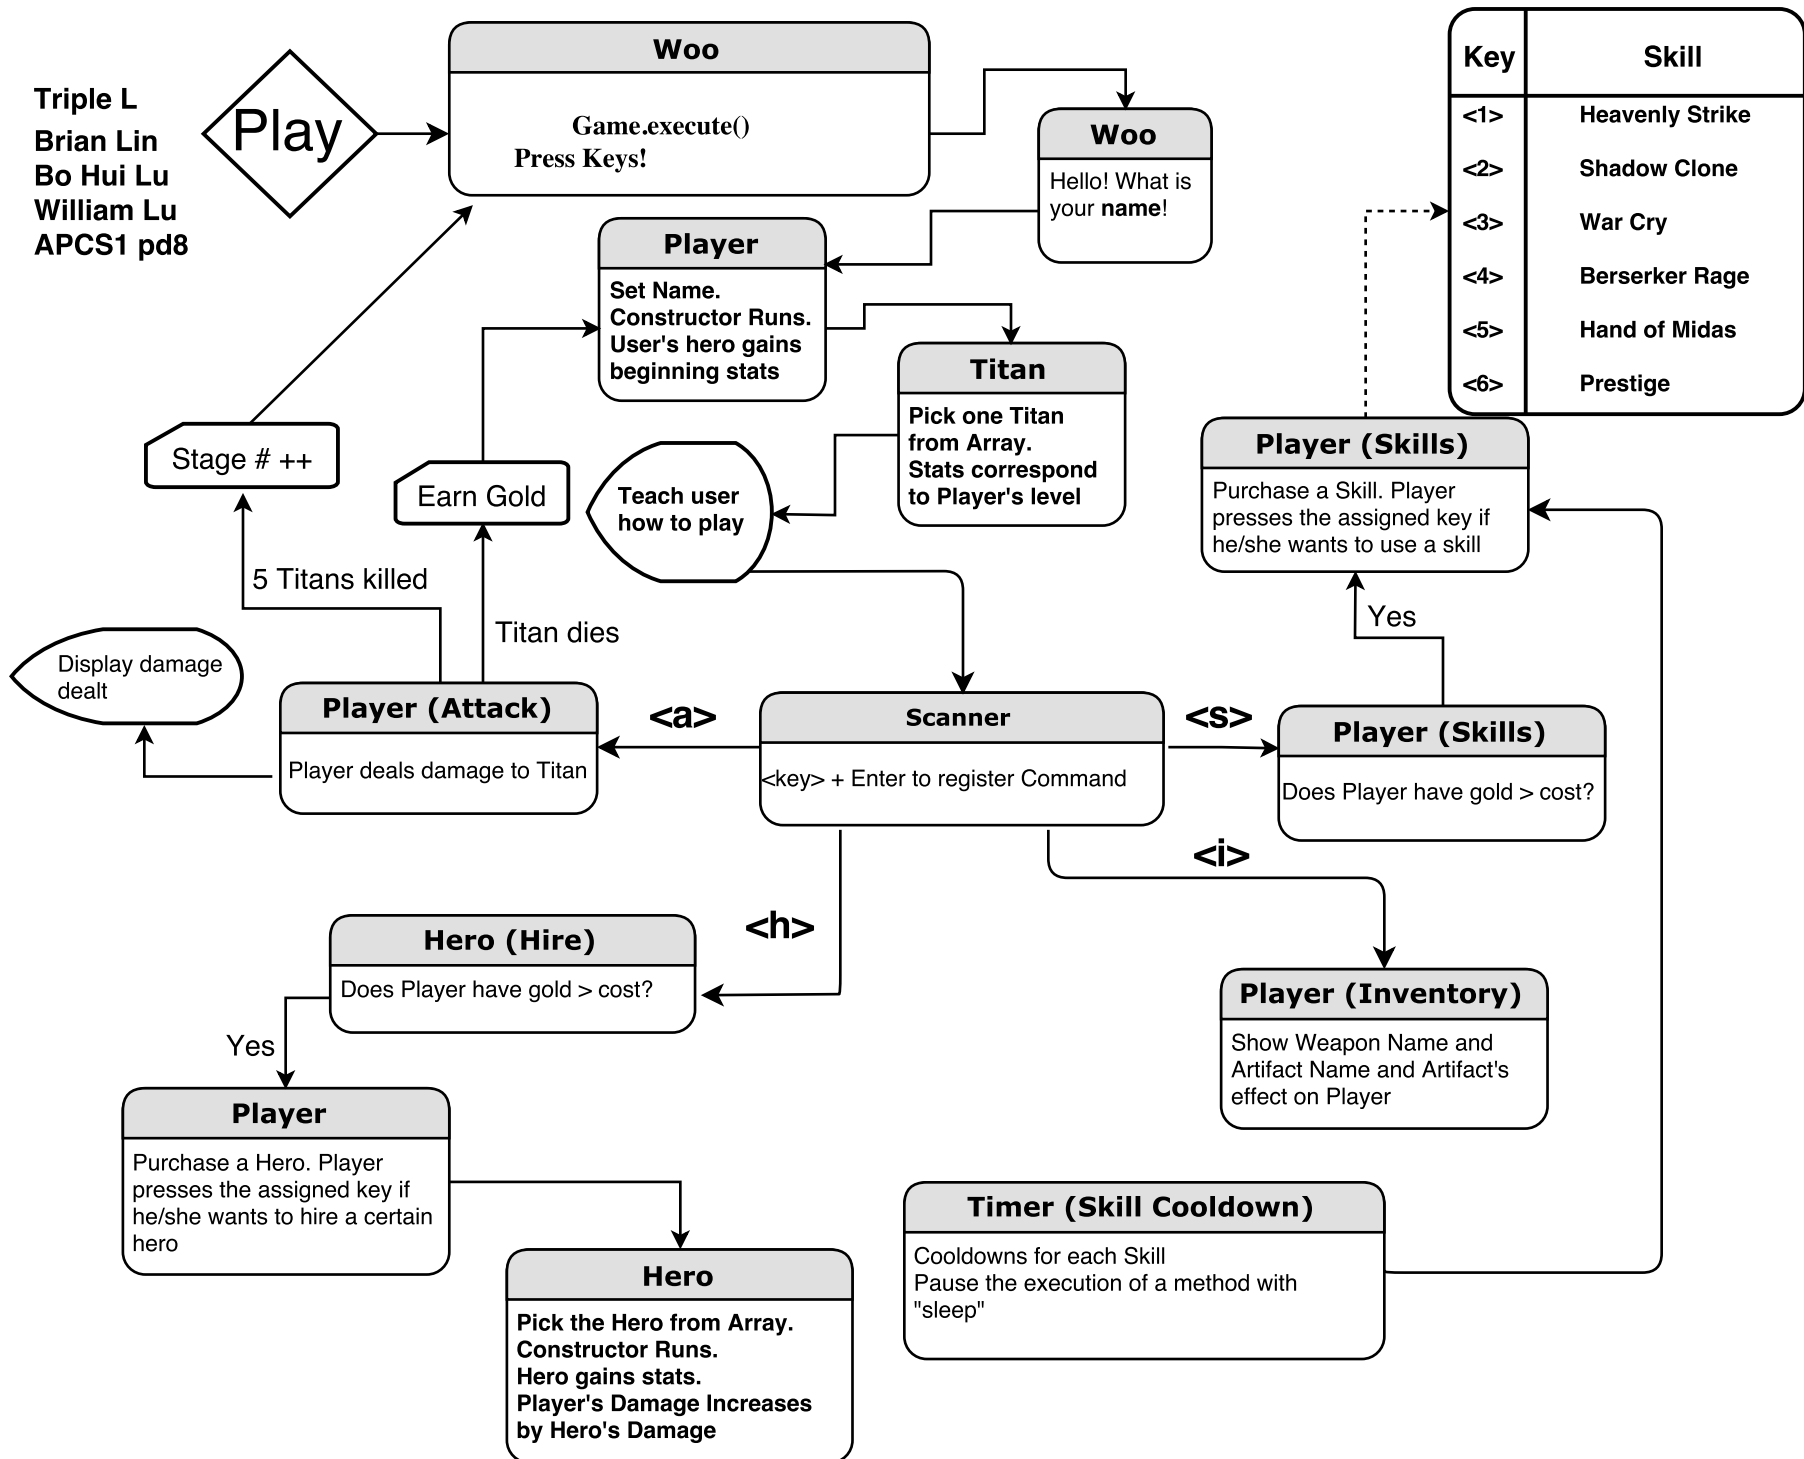 Triple L
Brian Lin
Bo Hui Lu
William Lu
APCS1 pd8
Play
Woo
Game.execute()
Press Keys!
Woo
Hello! What is
your name!
Key Skill
<1> Heavenly Strike
<2> Shadow Clone
<3> War Cry
<4> Berserker Rage
<5> Hand of Midas
<6> Prestige
Player
Set Name.
Constructor Runs.
User's hero gains
beginning stats
Titan
Pick one Titan
from Array.
Stats correspond
to Player's level
Stage # ++
Earn Gold
Teach user
how to play
Player (Skills)
Purchase a Skill. Player
presses the assigned key if
he/she wants to use a skill
5 Titans killed
Titan dies
Yes
Display damage
dealt
Player (Attack)
Player deals damage to Titan
<a>
Scanner
<key> + Enter to register Command
<s>
Player (Skills)
Does Player have gold > cost?
<i>
<h>
Hero (Hire)
Does Player have gold > cost?
Yes
Player (Inventory)
Show Weapon Name and
Artifact Name and Artifact's
effect on Player
Player
Purchase a Hero. Player
presses the assigned key if
he/she wants to hire a certain
hero
Timer (Skill Cooldown)
Cooldowns for each Skill
Pause the execution of a method with
"sleep"
Hero
Pick the Hero from Array.
Constructor Runs.
Hero gains stats.
Player's Damage Increases
by Hero's Damage